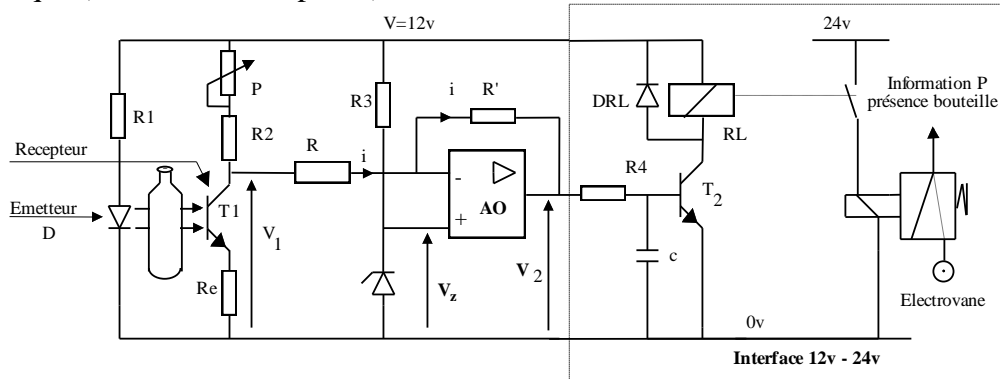 V=12v
24v
P
DRL
RL
Information P
présence bouteille
R1
R2
R3
i
R'
Recepteur
R
i
R4
-
+
AO
T1
T2
Emetteur
D
V1
Vz
V2
c
Re
Electrovane
0v
Interface 12v - 24v